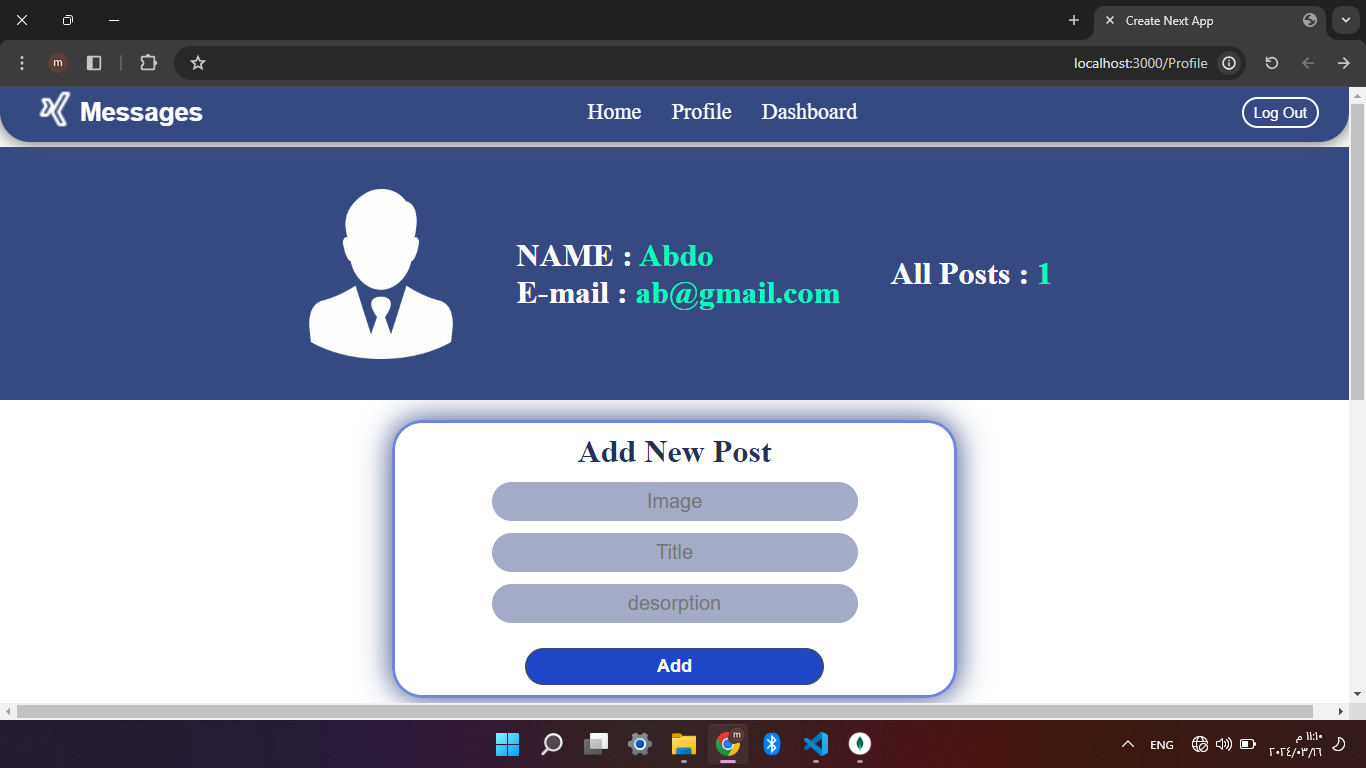 Create Next App
m
localhost:3000/Profile
Messages
Home Profile Dashboard
Log Out
NAME : Abdo
E-mail : ab@gmail.com
All Posts : 1
Add New Post
Image
Title
desorption
Add
m
ENG
١١:١٠ م
٢٠٢٤/٠٣/١٦